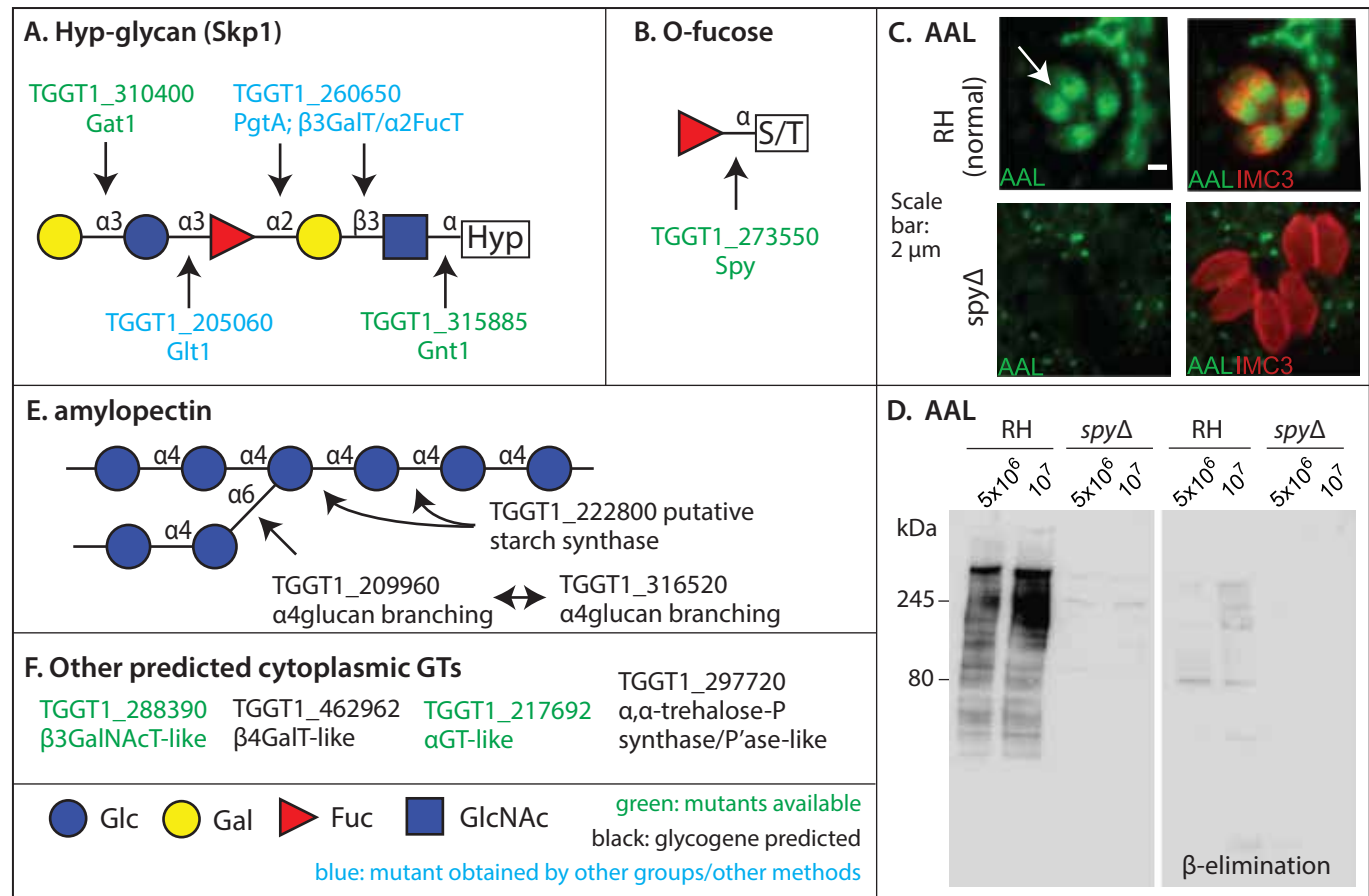 A. Hyp-glycan (Skp1)
TGGT1_310400
Gat1
TGGT1_260650
PgtA; β3GalT/α2FucT
α3
α3
α2
β3
α
Hyp
TGGT1_205060
Glt1
TGGT1_315885
Gnt1
B. O-fucose
α
S/T
TGGT1_273550
Spy
C. AAL
RH
(normal)
AAL
AAL IMC3
Scale
bar:
2 µm
spyΔ
AAL
AAL IMC3
E. amylopectin
α4 α4 α4 α4 α4
α6
α4
TGGT1_222800 putative
starch synthase
TGGT1_209960
α4glucan branching
TGGT1_316520
α4glucan branching
D. AAL
RH spyΔ RH spyΔ
5x10⁶ 10⁷ 5x10⁶ 10⁷ 5x10⁶ 10⁷ 5x10⁶ 10⁷
kDa
245
80
β-elimination
F. Other predicted cytoplasmic GTs
TGGT1_288390
β3GalNAcT-like
TGGT1_462962
β4GalT-like
TGGT1_217692
αGT-like
TGGT1_297720
α,α-trehalose-P
synthase/P'ase-like
Glc Gal Fuc GlcNAc
green: mutants available
black: glycogene predicted
blue: mutant obtained by other groups/other methods